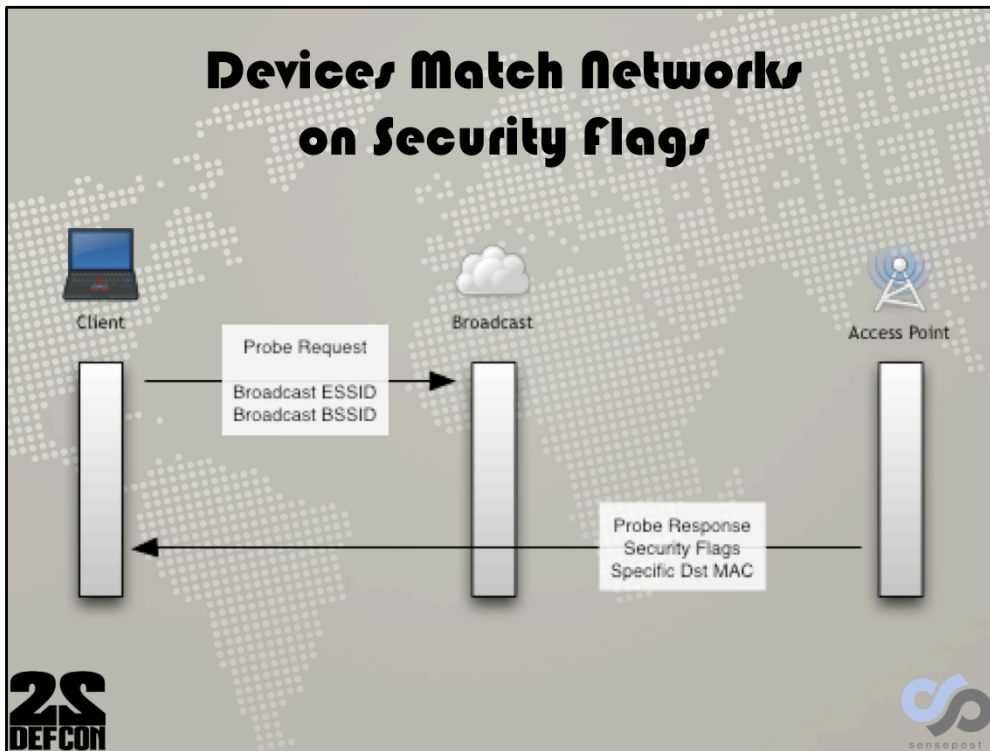 Devices Match Networks
on Security Flags
Client
Broadcast
Access Point
Probe Request
Broadcast ESSID
Broadcast BSSID
Probe Response
Security Flags
Specific Dst MAC
22
DEFCON
sensepost